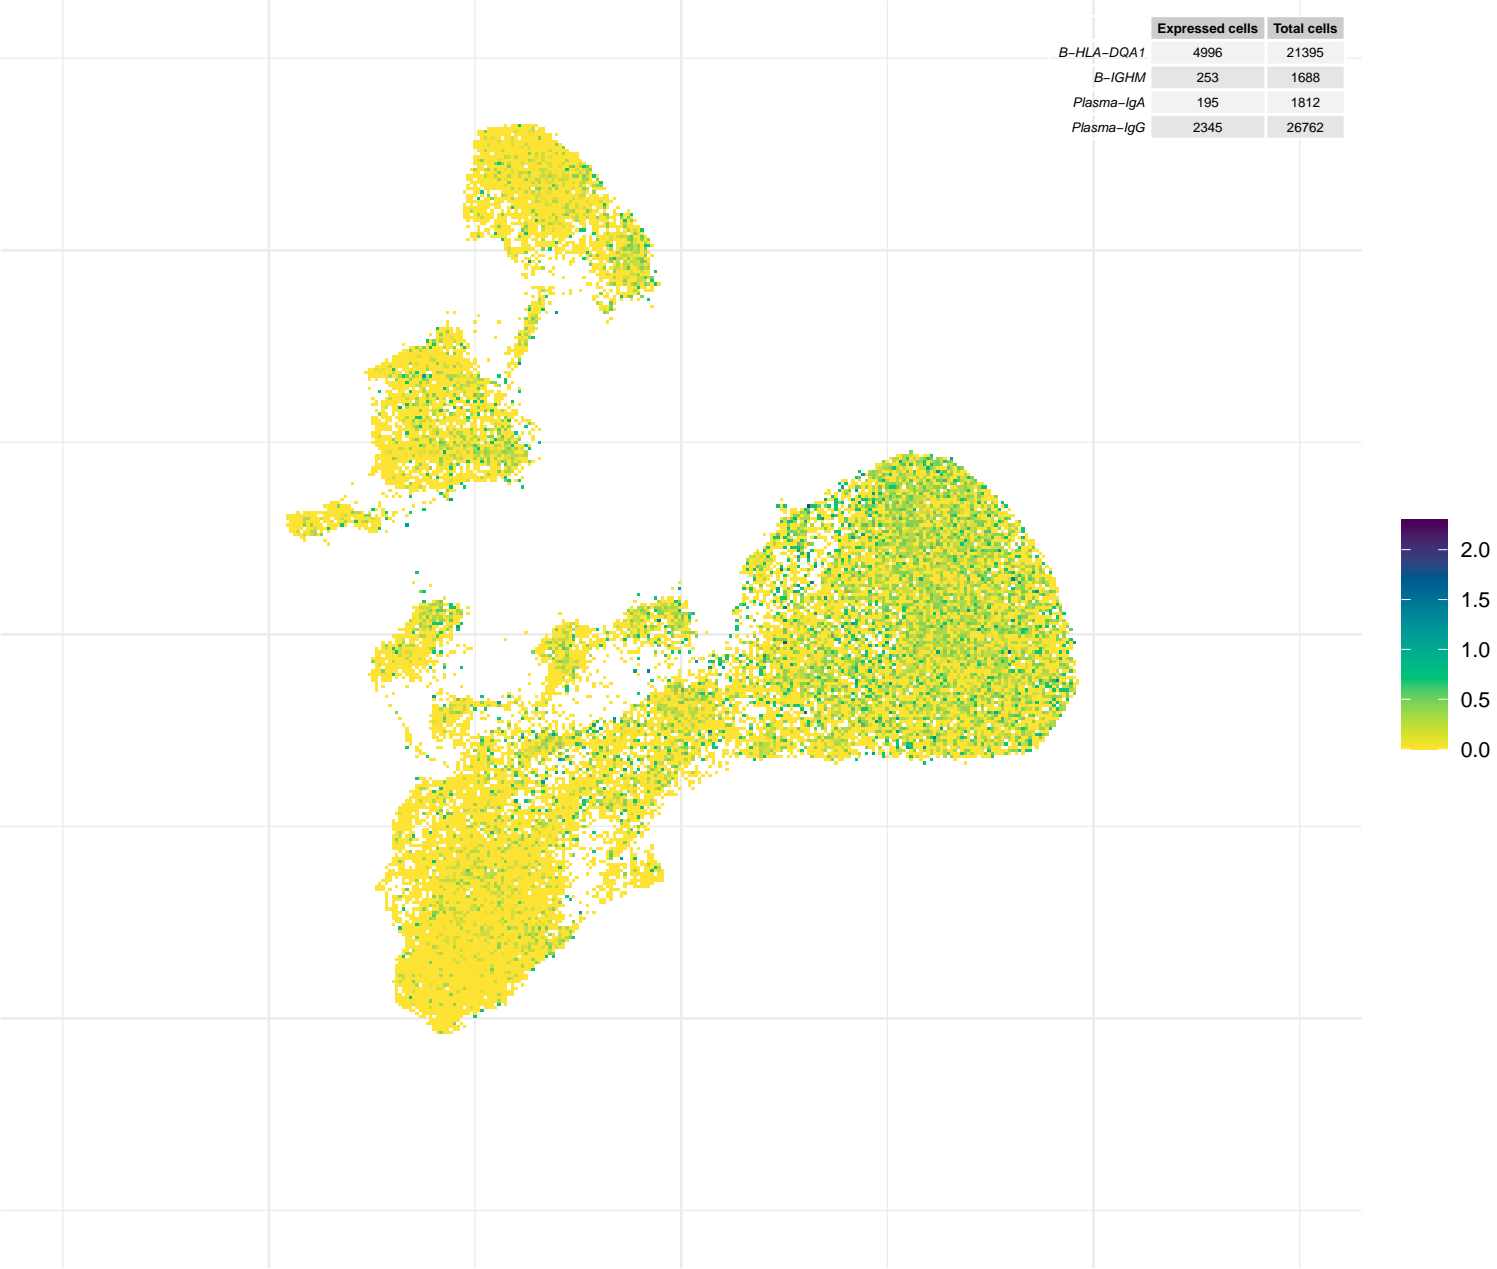 Expressed cells Total cells
B−HLA−DQA1 4996 21395
B−IGHM 253 1688
Plasma−IgA 195 1812
Plasma−IgG 2345 26762
2.0
1.5
1.0
0.5
0.0